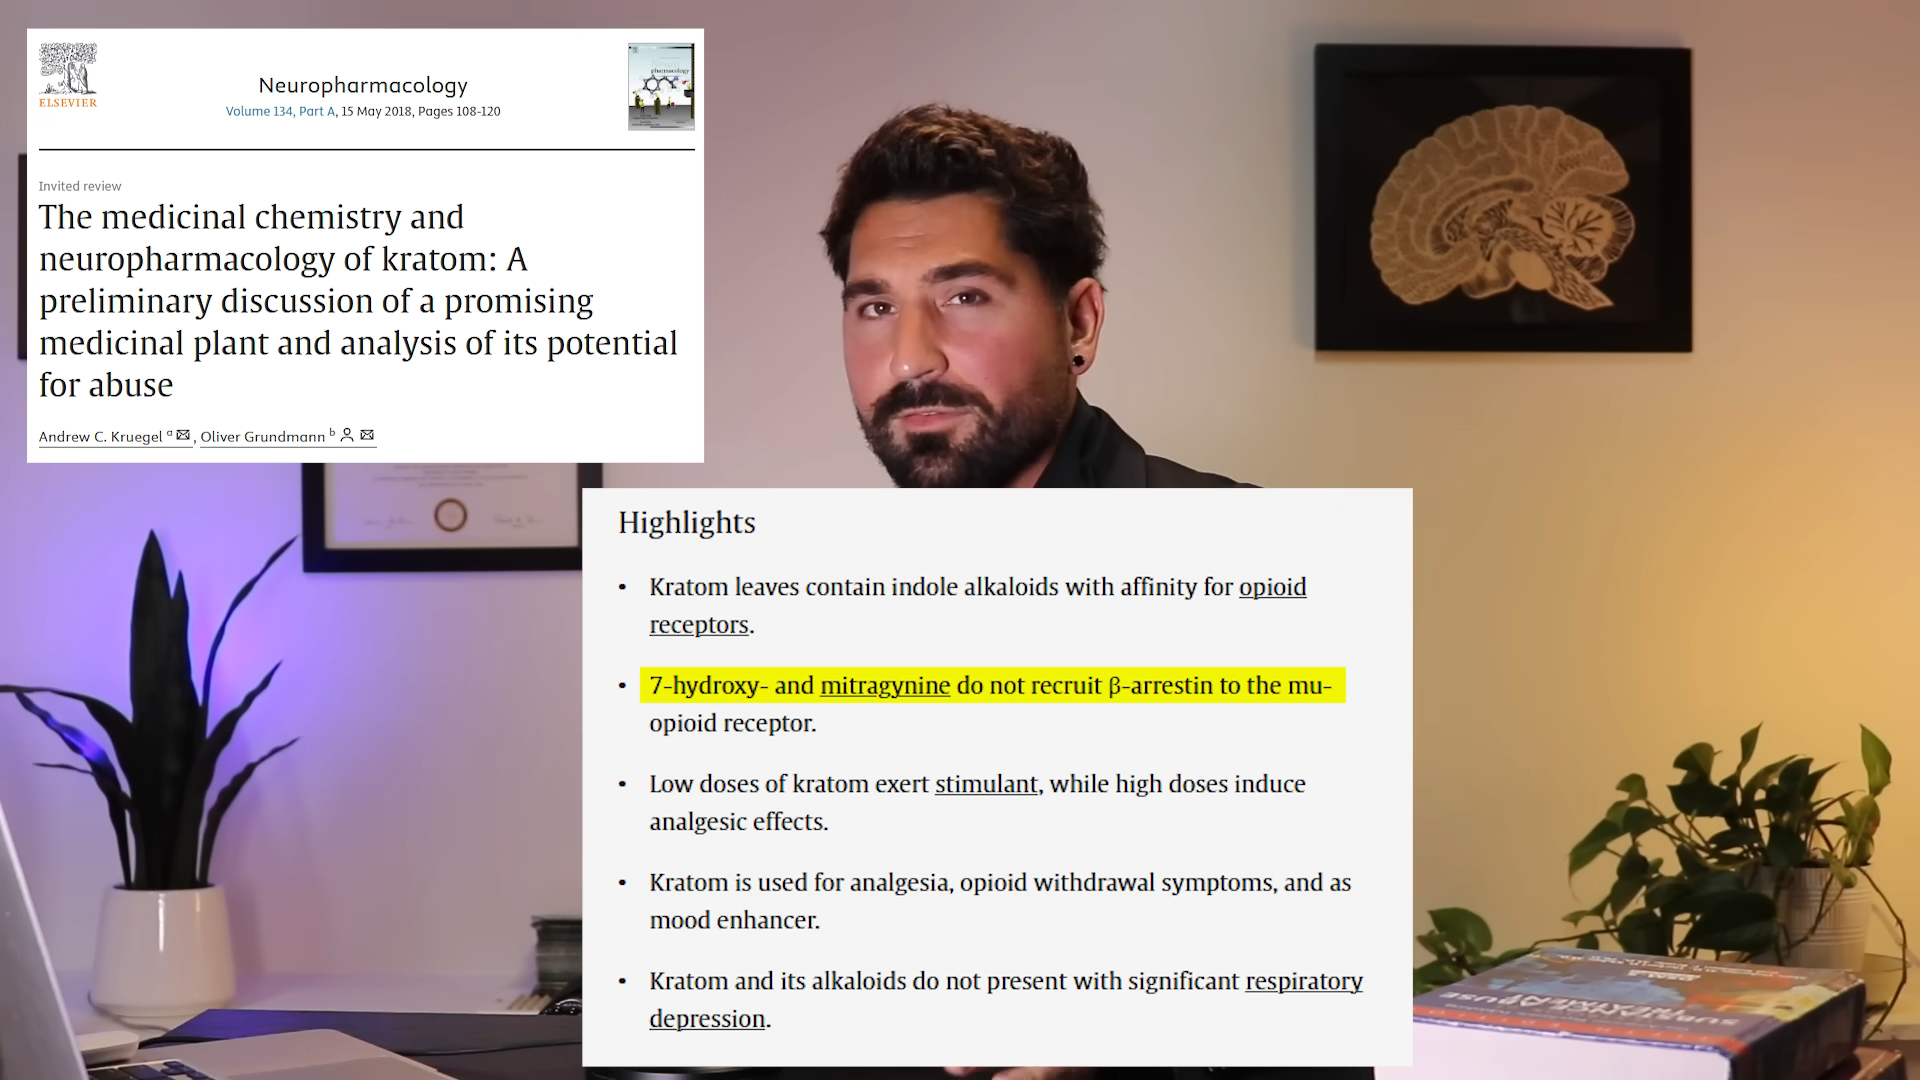 ELSEVIER
Neuropharmacology
Volume 134, Part A, 15 May 2018, Pages 108-120
Invited review
The medicinal chemistry and
neuropharmacology of kratom: A
preliminary discussion of a promising
medicinal plant and analysis of its potential
for abuse
Andrew C. Kruegel a, Oliver Grundmann b
Highlights
• Kratom leaves contain indole alkaloids with affinity for opioid
receptors.
• 7-hydroxy- and mitragynine do not recruit β-arrestin to the mu-
opioid receptor.
• Low doses of kratom exert stimulant, while high doses induce
analgesic effects.
• Kratom is used for analgesia, opioid withdrawal symptoms, and as
mood enhancer.
• Kratom and its alkaloids do not present with significant respiratory
depression.
SUBSTANCE ABUSE